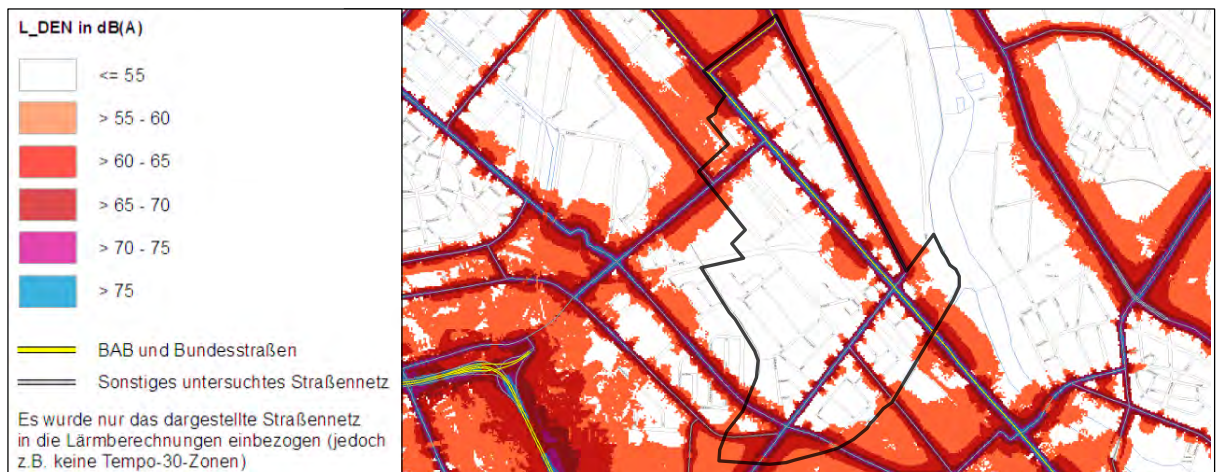 L_DEN in dB(A)
<= 55
> 55 - 60
> 60 - 65
> 65 - 70
> 70 - 75
> 75
BAB und Bundesstraßen
Sonstiges untersuchtes Straßennetz
Es wurde nur das dargestellte Straßennetz
in die Lärmberechnungen einbezogen (jedoch
z.B. keine Tempo-30-Zonen)